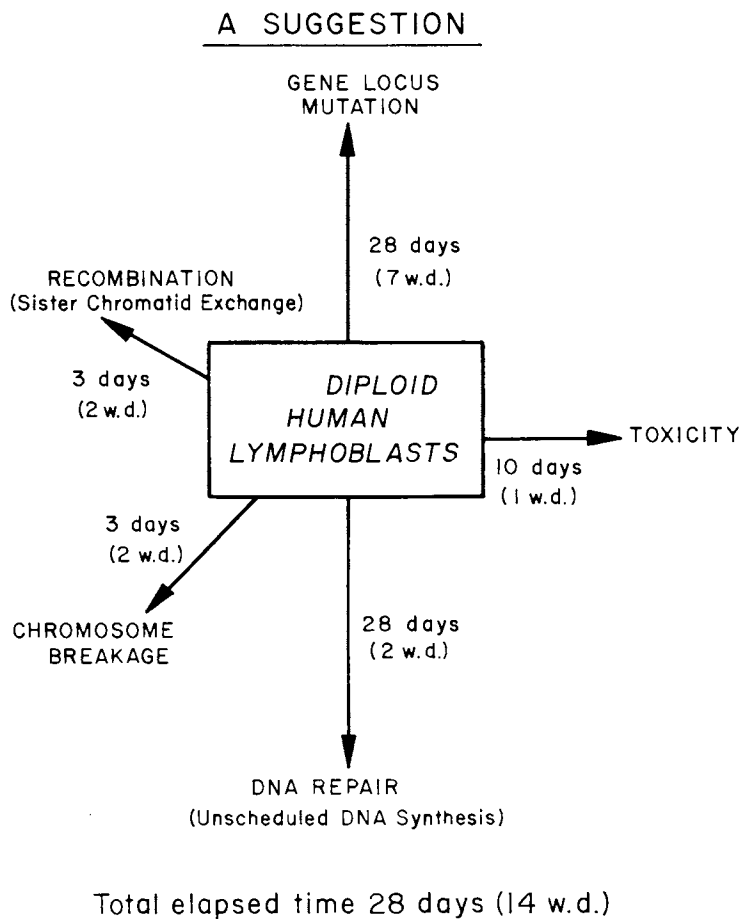 A SUGGESTION
GENE LOCUS
MUTATION
28 days
(7 w.d.)
RECOMBINATION
(Sister Chromatid Exchange)
3 days
(2 w.d.)
DIPLOID
HUMAN
LYMPHOBLASTS
TOXICITY
10 days
(1 w.d.)
3 days
(2 w.d.)
CHROMOSOME
BREAKAGE
28 days
(2 w.d.)
DNA REPAIR
(Unscheduled DNA Synthesis)
Total elapsed time 28 days (14 w.d.)